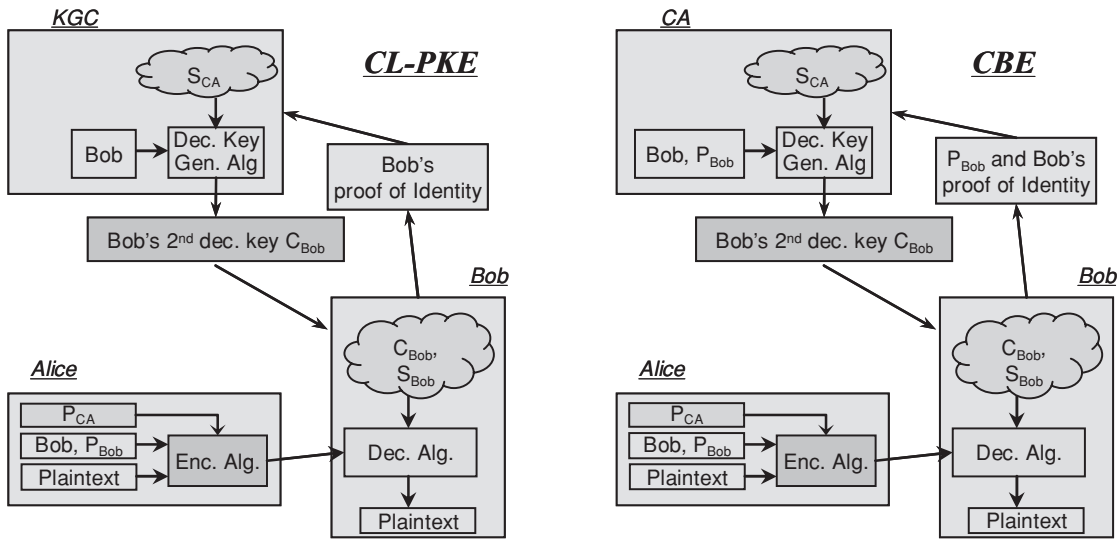 KGC
CL-PKE
S_CA
Bob
Dec. Key
Gen. Alg
Bob's
proof of Identity
Bob's 2nd dec. key C_Bob
Bob
C_Bob,
S_Bob
Alice
P_CA
Bob, P_Bob
Plaintext
Enc. Alg.
Dec. Alg.
Plaintext
CA
CBE
S_CA
Bob, P_Bob
Dec. Key
Gen. Alg
P_Bob and Bob's
proof of Identity
Bob's 2nd dec. key C_Bob
Bob
C_Bob,
S_Bob
Alice
P_CA
Bob, P_Bob
Plaintext
Enc. Alg.
Dec. Alg.
Plaintext